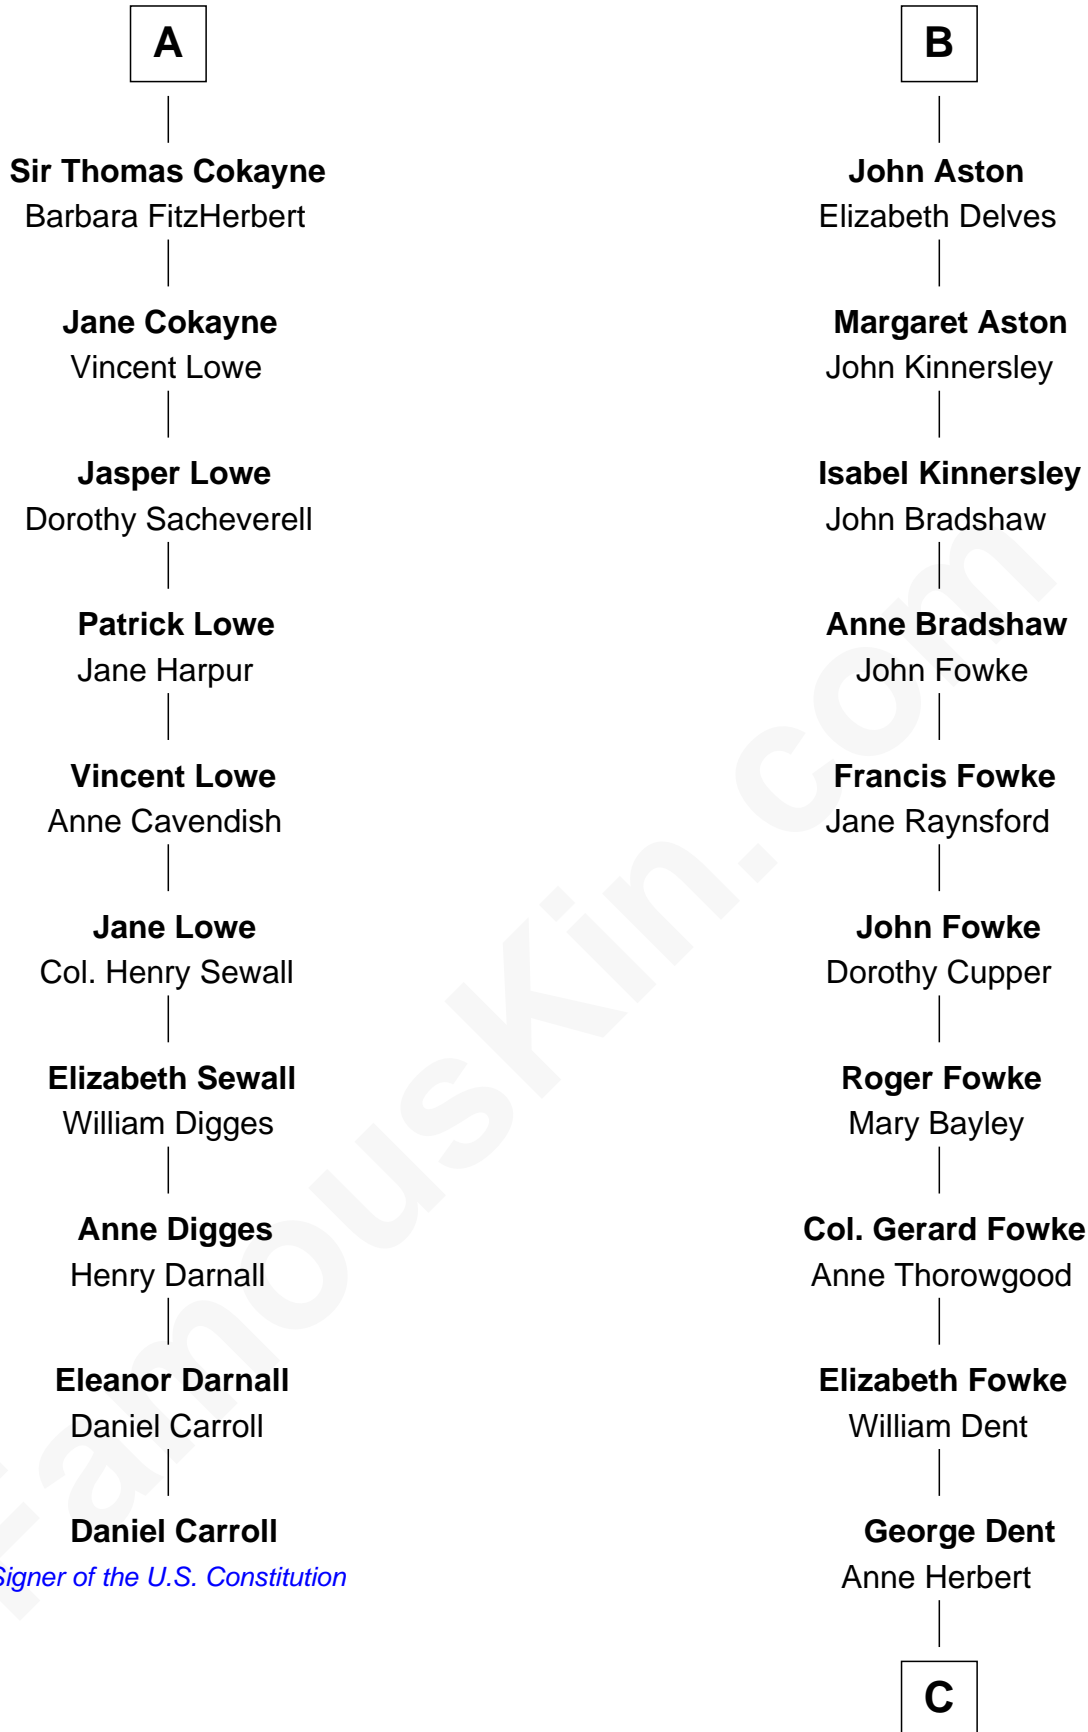 A
Sir Thomas Cokayne
Barbara FitzHerbert
Jane Cokayne
Vincent Lowe
Jasper Lowe
Dorothy Sacheverell
Patrick Lowe
Jane Harpur
Vincent Lowe
Anne Cavendish
Jane Lowe
Col. Henry Sewall
Elizabeth Sewall
William Digges
Anne Digges
Henry Darnall
Eleanor Darnall
Daniel Carroll
Daniel Carroll
Signer of the U.S. Constitution
B
John Aston
Elizabeth Delves
Margaret Aston
John Kinnersley
Isabel Kinnersley
John Bradshaw
Anne Bradshaw
John Fowke
Francis Fowke
Jane Raynsford
John Fowke
Dorothy Cupper
Roger Fowke
Mary Bayley
Col. Gerard Fowke
Anne Thorowgood
Elizabeth Fowke
William Dent
George Dent
Anne Herbert
C
FamousKin.com